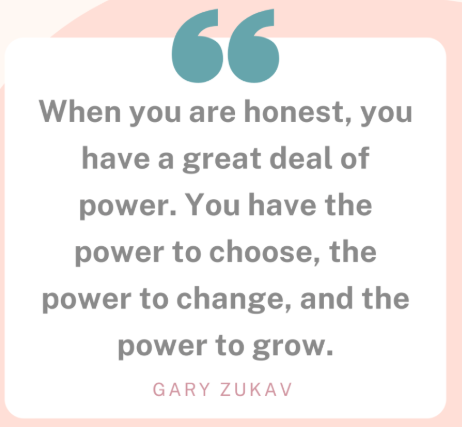 When you are honest, you
have a great deal of
power. You have the
power to choose, the
power to change, and the
power to grow.
GARY ZUKAV